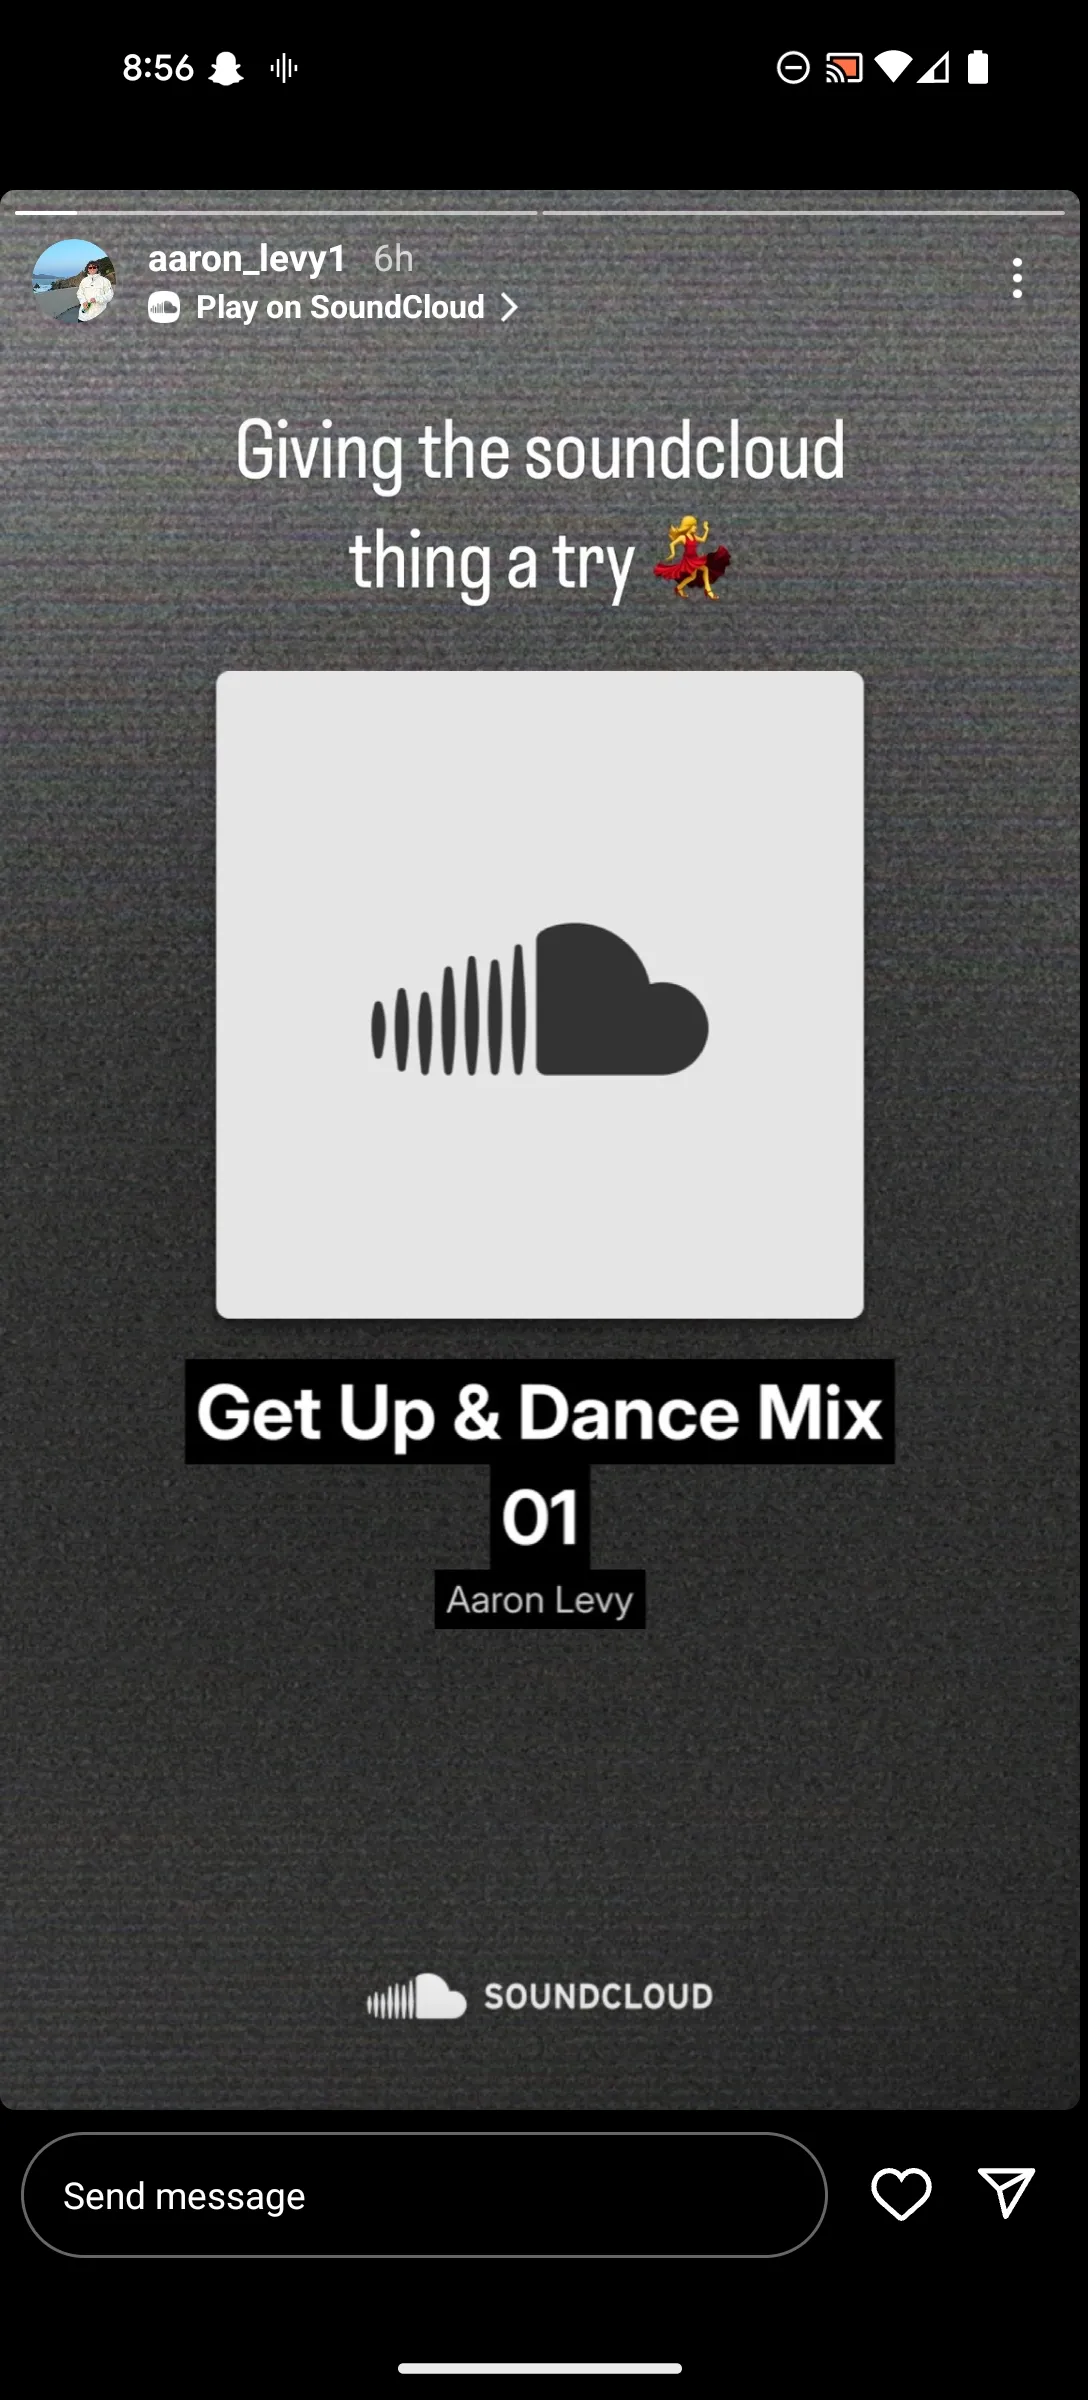 8:56
aaron_levy1 6h
Play on SoundCloud
Giving the soundcloud
thing a try
Get Up & Dance Mix
01
Aaron Levy
SOUNDCLOUD
Send message